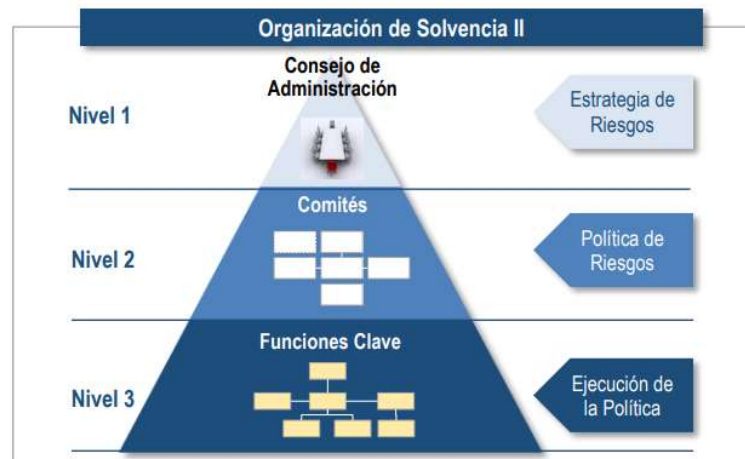 Organización de Solvencia II
Consejo de
Administración
Nivel 1
Estrategia de
Riesgos
Comités
Nivel 2
Política de
Riesgos
Funciones Clave
Nivel 3
Ejecución de
la Política